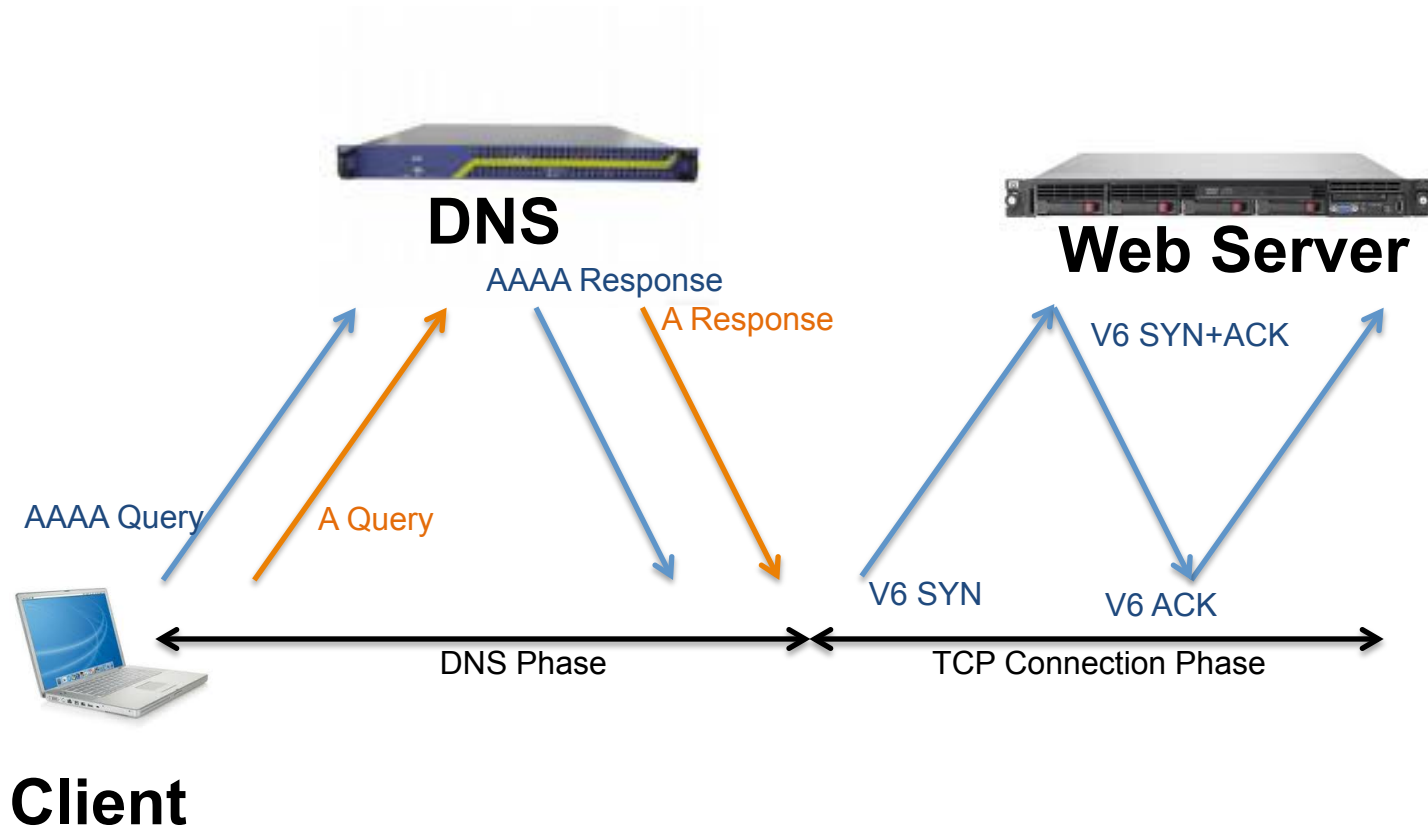 DNS
Web Server
AAAA Response
A Response
V6 SYN+ACK
AAAA Query
A Query
V6 SYN
V6 ACK
DNS Phase
TCP Connection Phase
Client